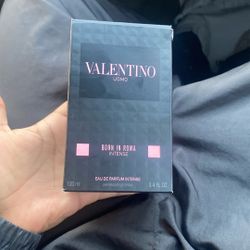 VALENTINO
UOMO
BORN IN ROMA
INTENSE
EAU DE PARFUM INTENSE
100 ml 3.4 FL.OZ